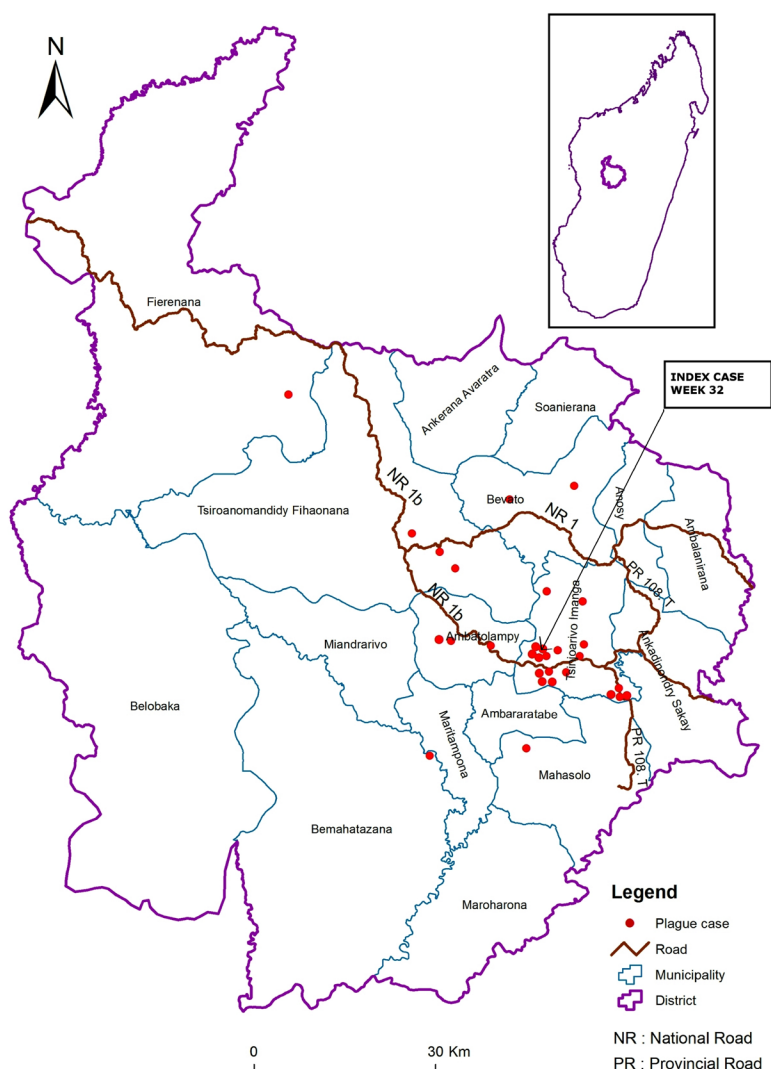 N
Fierenana
INDEX CASE
WEEK 32
Ankerana Avaratra
Soanierana
NR 1b
Bevato
Anosy
Tsiroanomandidy Fihaonana
NR 1
Ambalanirana
PR 108. T
NR 1b
Ambatolampy
Tsinjoarivo Imanga
Miandrarivo
Ankadinondry Sakay
Belobaka
Maritampona
Ambararatabe
PR 108. T
Mahasolo
Bemahatazana
Maroharona
Legend
Plague case
Road
Municipality
District
NR : National Road
PR : Provincial Road
0 30 Km